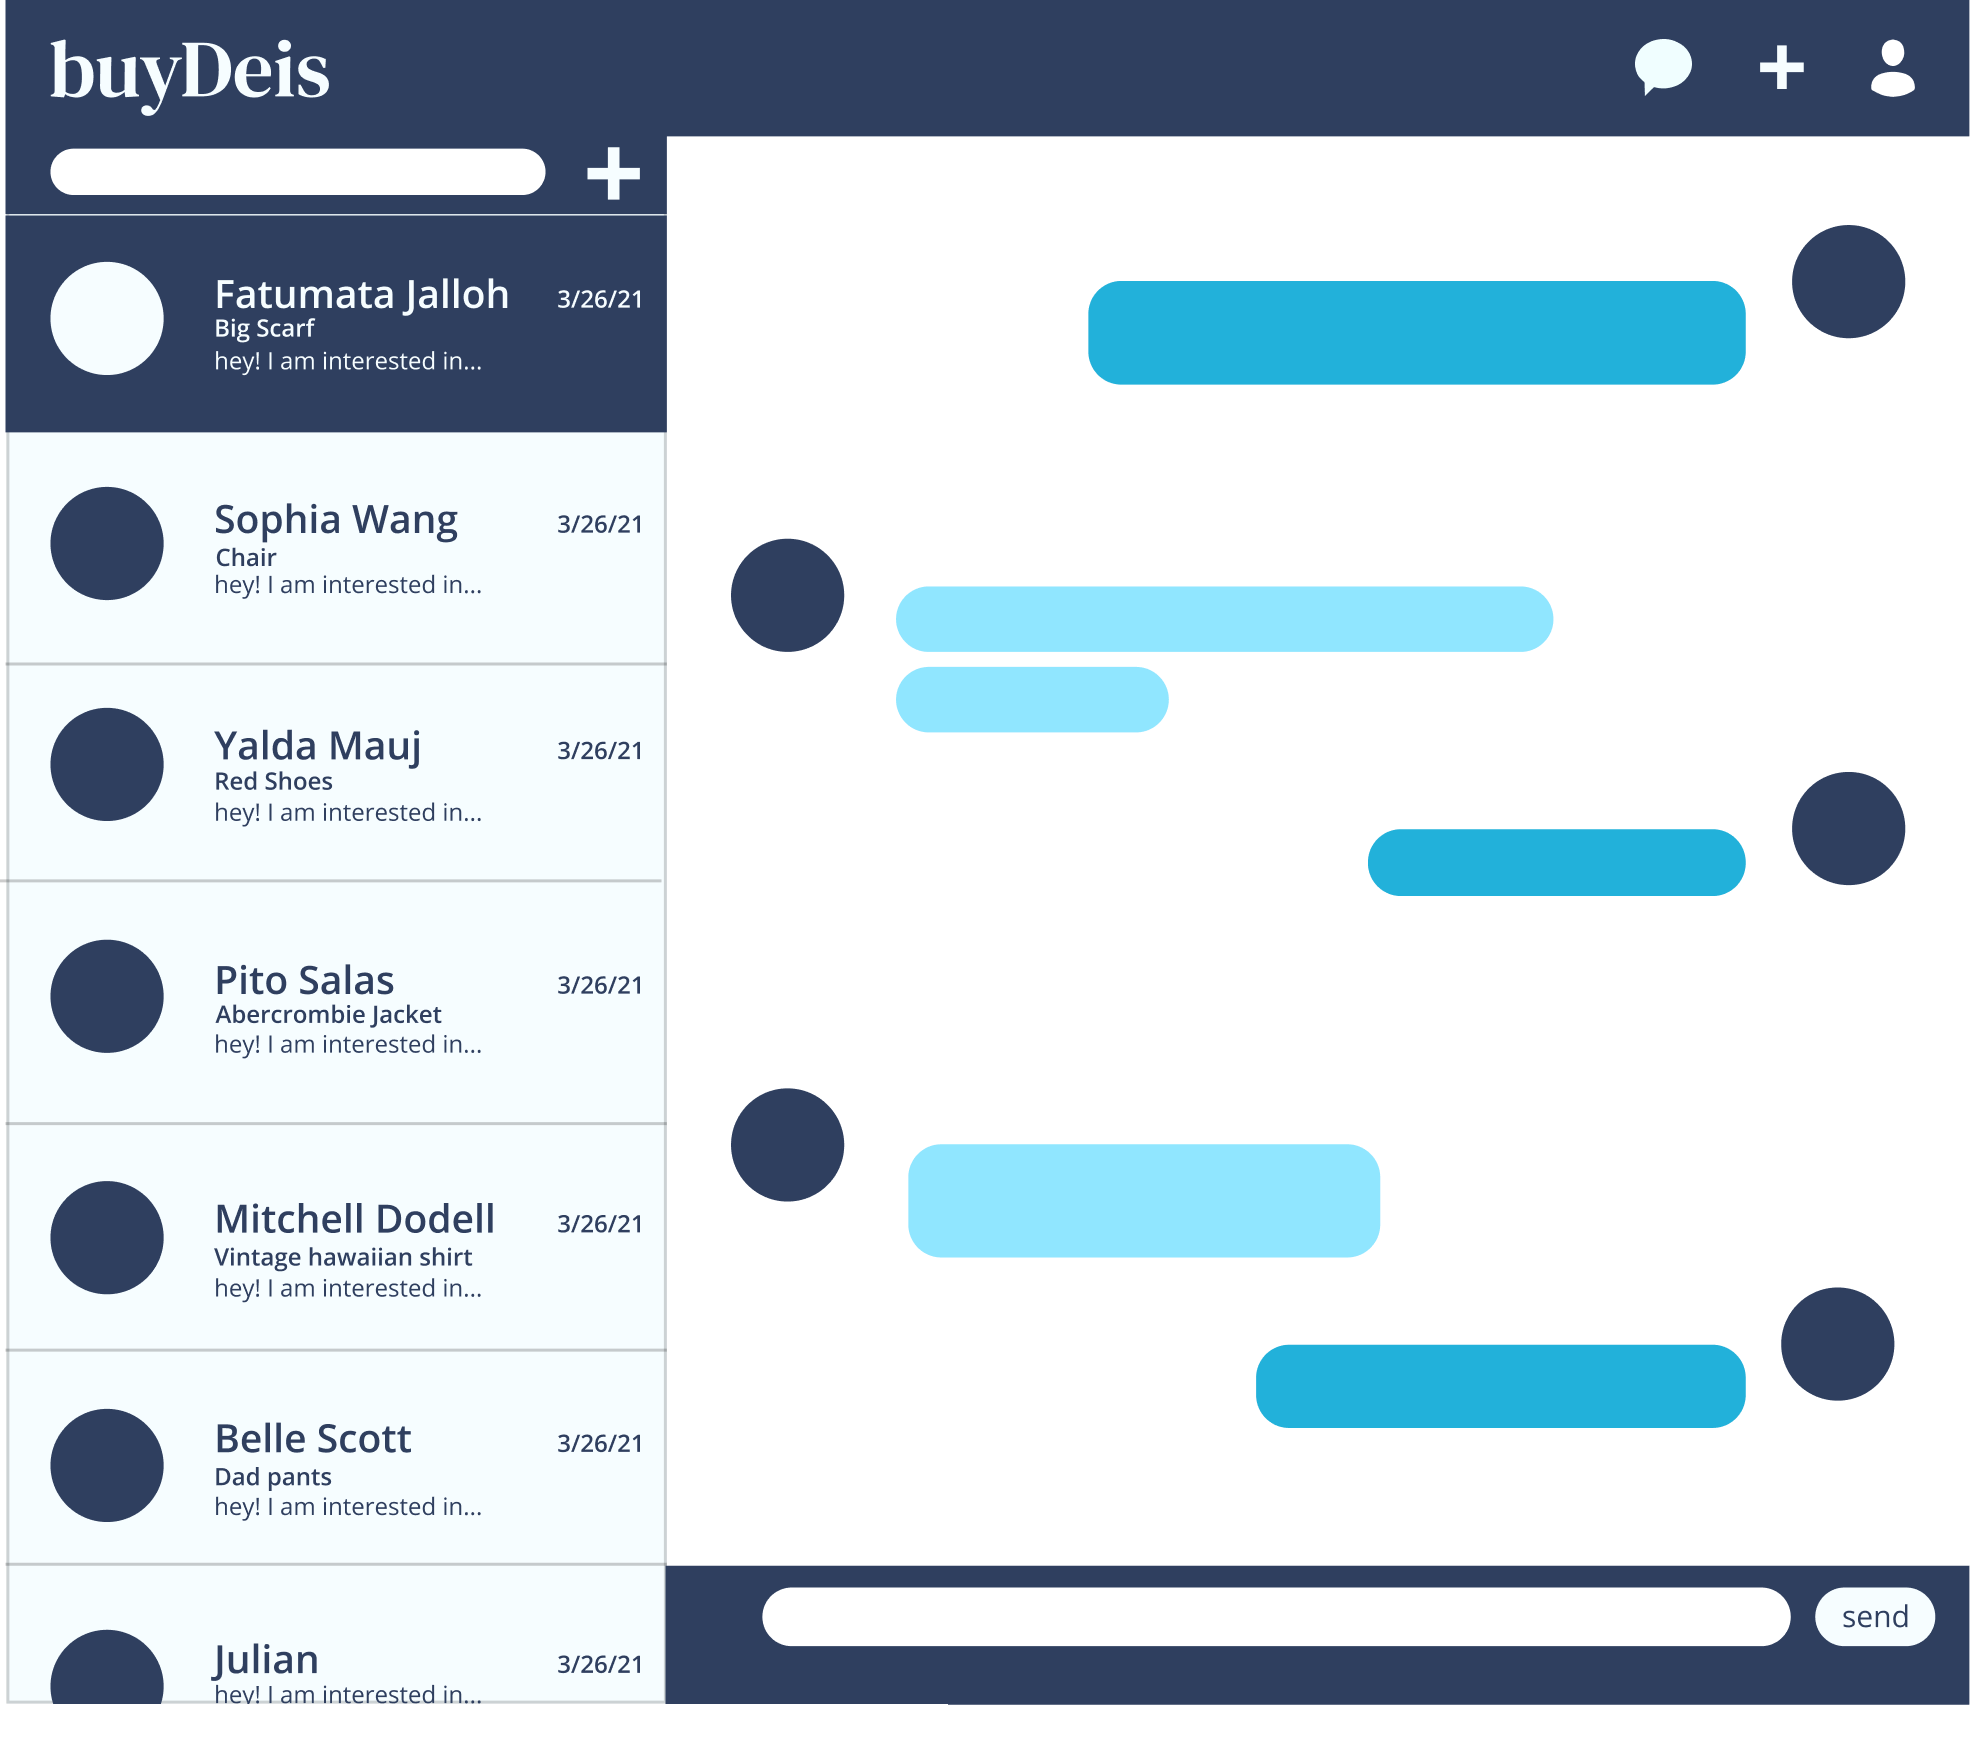 buyDeis
Fatumata Jalloh 3/26/21
Big Scarf
hey! I am interested in...
Sophia Wang 3/26/21
Chair
hey! I am interested in...
Yalda Mauj 3/26/21
Red Shoes
hey! I am interested in...
Pito Salas 3/26/21
Abercrombie Jacket
hey! I am interested in...
Mitchell Dodell 3/26/21
Vintage hawaiian shirt
hey! I am interested in...
Belle Scott 3/26/21
Dad pants
hey! I am interested in...
Julian 3/26/21
hey! I am interested in...
send